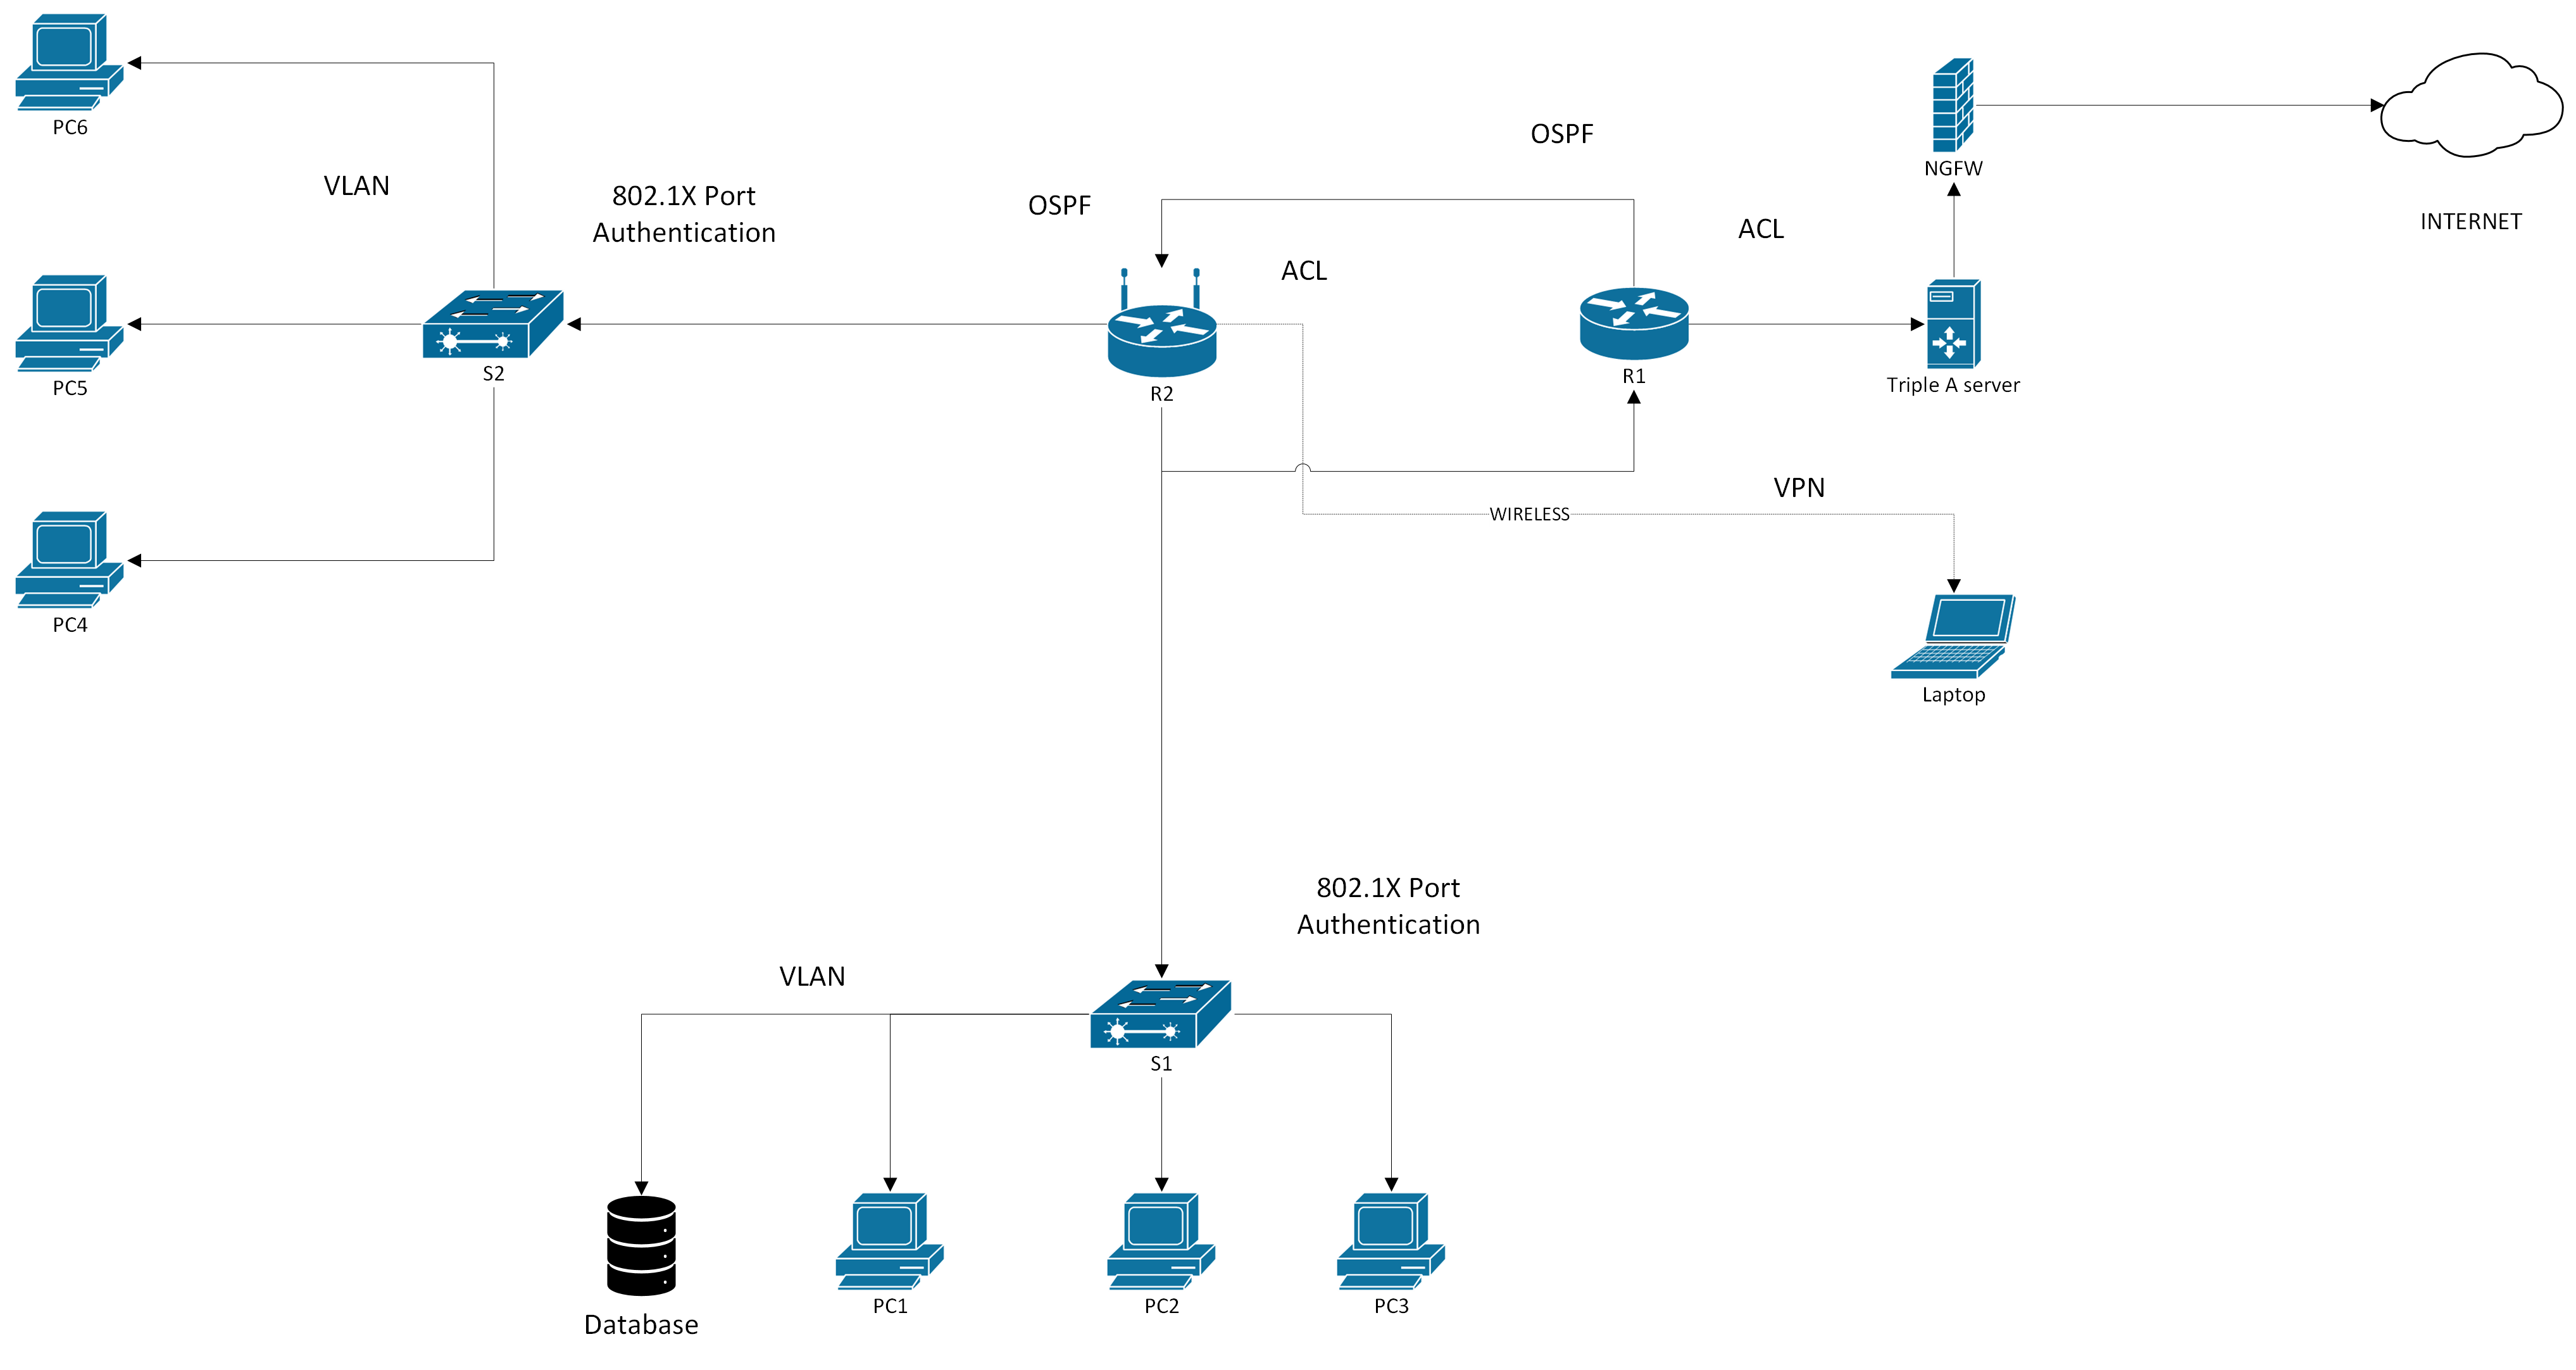 PC6
VLAN
802.1X Port
Authentication
PC5
S2
PC4
OSPF
OSPF
ACL
ACL
R2
R1
NGFW
INTERNET
Triple A server
VPN
WIRELESS
Laptop
802.1X Port
Authentication
VLAN
S1
Database
PC1
PC2
PC3